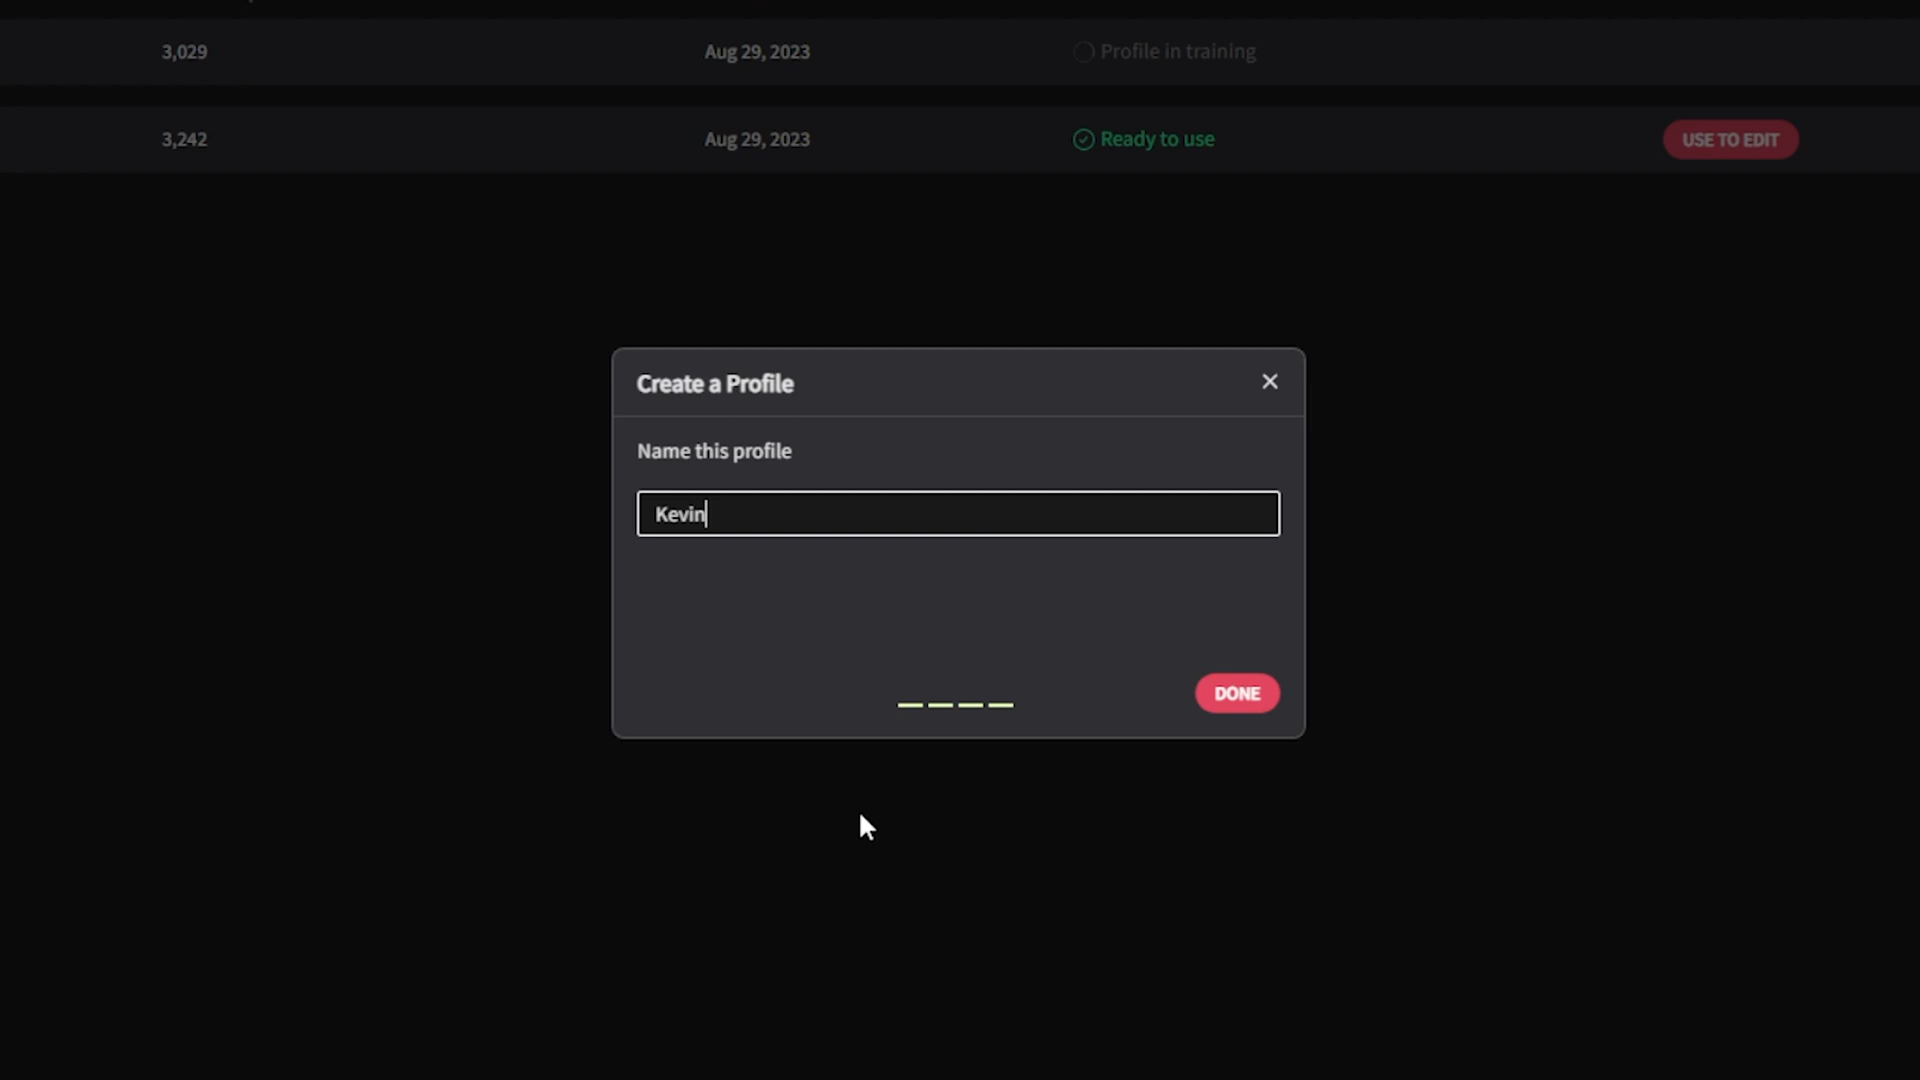 3,029 Aug 29, 2023 Profile in training
3,242 Aug 29, 2023 Ready to use USE TO EDIT
Create a Profile
Name this profile
Kevin
DONE